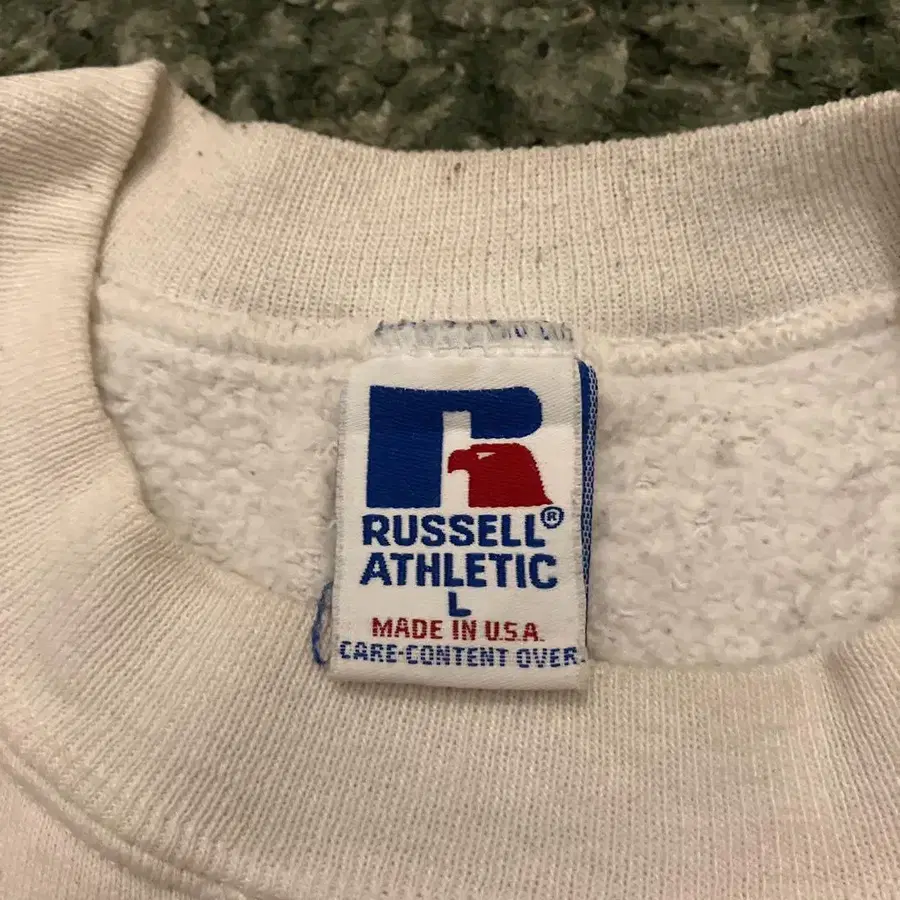 RUSSELL®
ATHLETIC
L
MADE IN U.S.A.
CARE-CONTENT OVER